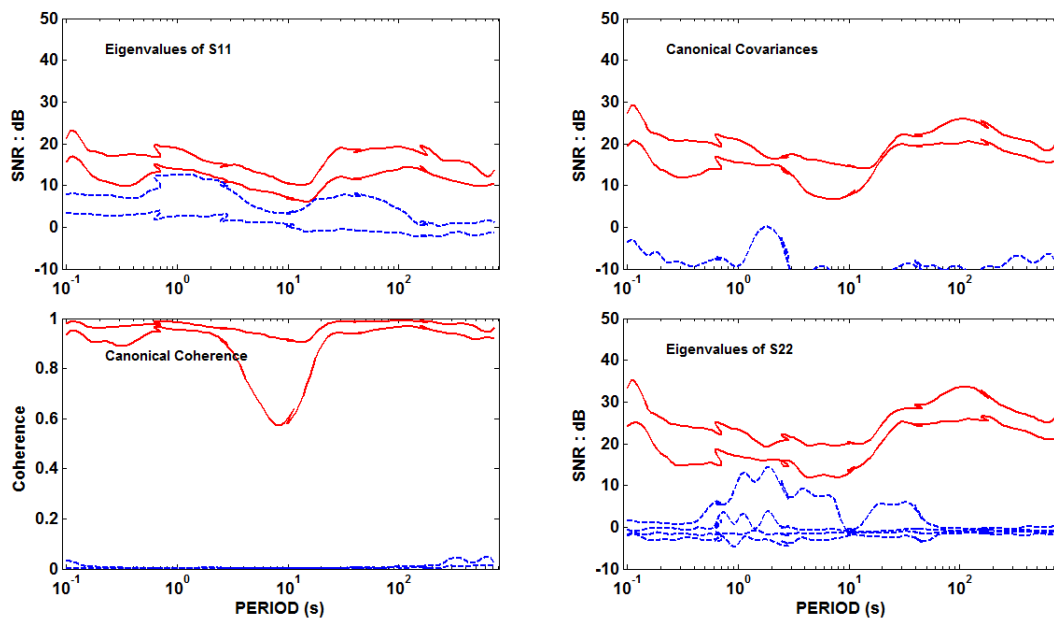 50
40
30
20
10
0
-10
SNR : dB
Eigenvalues of S11
10^-1 10^0 10^1 10^2
50
40
30
20
10
0
-10
SNR : dB
Canonical Covariances
10^-1 10^0 10^1 10^2
1
0.8
0.6
0.4
0.2
0
Coherence
Canonical Coherence
10^-1 10^0 10^1 10^2
PERIOD (s)
50
40
30
20
10
0
-10
SNR : dB
Eigenvalues of S22
10^-1 10^0 10^1 10^2
PERIOD (s)